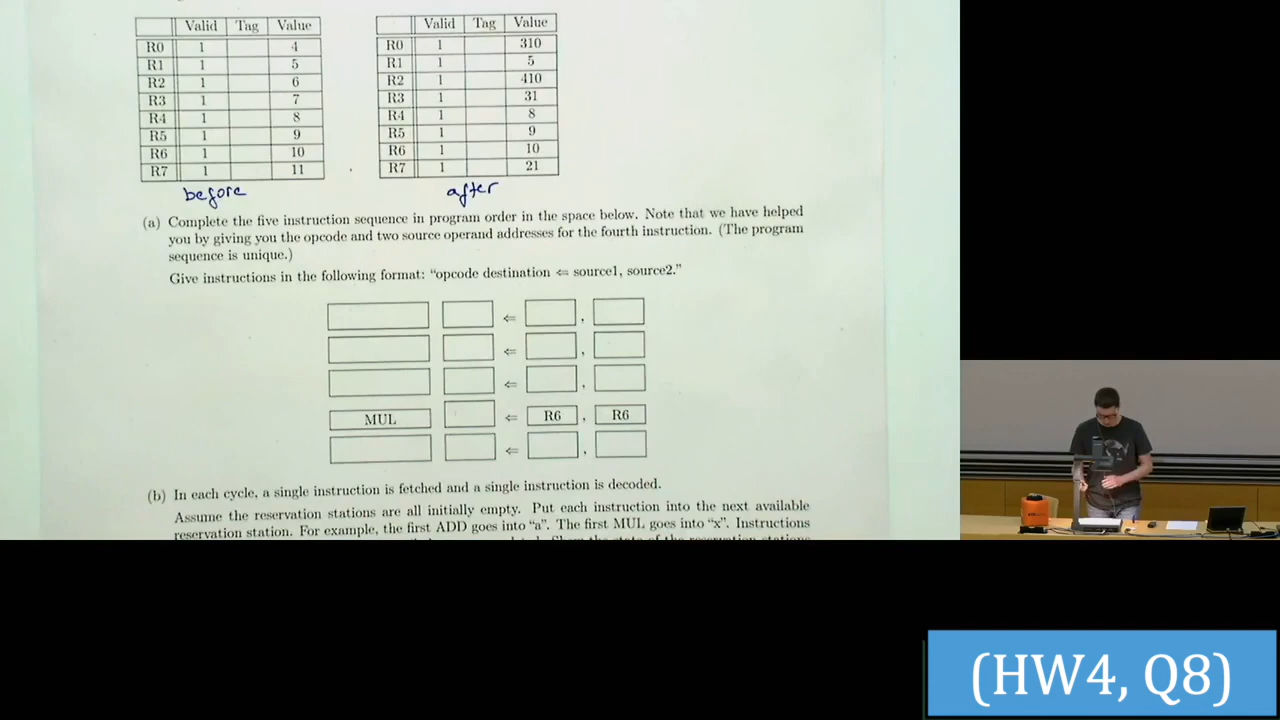 Valid Tag Value
R0 1 4
R1 1 5
R2 1 6
R3 1 7
R4 1 8
R5 1 9
R6 1 10
R7 1 11
before
Valid Tag Value
R0 1 310
R1 1 5
R2 1 410
R3 1 31
R4 1 8
R5 1 9
R6 1 10
R7 1 21
after
(a) Complete the five instruction sequence in program order in the space below. Note that we have helped
you by giving you the opcode and two source operand addresses for the fourth instruction. (The program
sequence is unique.)
Give instructions in the following format: “opcode destination ⇐ source1, source2.”
⇐ ,
⇐ ,
⇐ ,
MUL ⇐ R6 , R6
⇐ ,
(b) In each cycle, a single instruction is fetched and a single instruction is decoded.
Assume the reservation stations are all initially empty. Put each instruction into the next available
reservation station. For example, the first ADD goes into “a”. The first MUL goes into “x”. Instructions
(HW4, Q8)